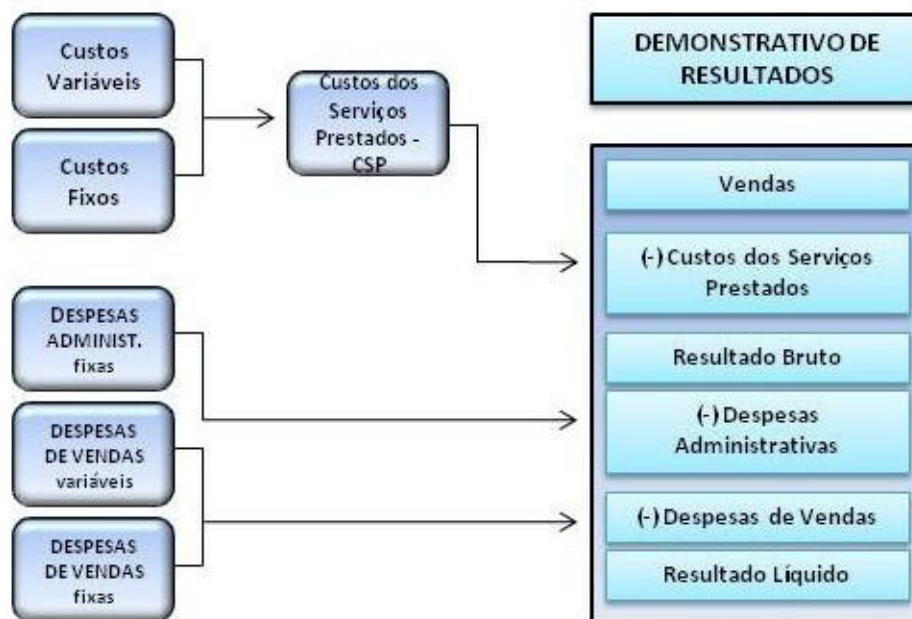 Custos
Variáveis
Custos
Fixos
Custos dos
Serviços
Prestados -
CSP
DESPESAS
ADMINIST.
fixas
DESPESAS
DE VENDAS
variáveis
DESPESAS
DE VENDAS
fixas
DEMONSTRATIVO DE
RESULTADOS
Vendas
(-) Custos dos Serviços
Prestados
Resultado Bruto
(-) Despesas
Administrativas
(-) Despesas de Vendas
Resultado Líquido